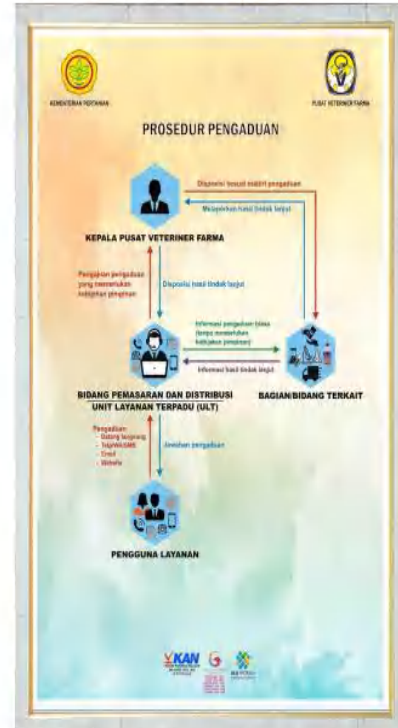 KEMENTERIAN PERTANIAN
PUSAT VETERINER FARMA
PROSEDUR PENGADUAN
Disposisi sesuai materi pengaduan
Melaporkan hasil tindak lanjut
KEPALA PUSAT VETERINER FARMA
Pengajuan pengaduan
yang memerlukan
kebijakan pimpinan
Disposisi hasil tindak lanjut
Informasi pengaduan biasa
(tanpa memerlukan
kebijakan pimpinan)
Informasi hasil tindak lanjut
BIDANG PEMASARAN DAN DISTRIBUSI
UNIT LAYANAN TERPADU (ULT)
BAGIAN/BIDANG TERKAIT
Pengaduan
- Datang langsung
- Telp/WA/SMS
- Email
- Website
Jawaban pengaduan
PENGGUNA LAYANAN
KAN